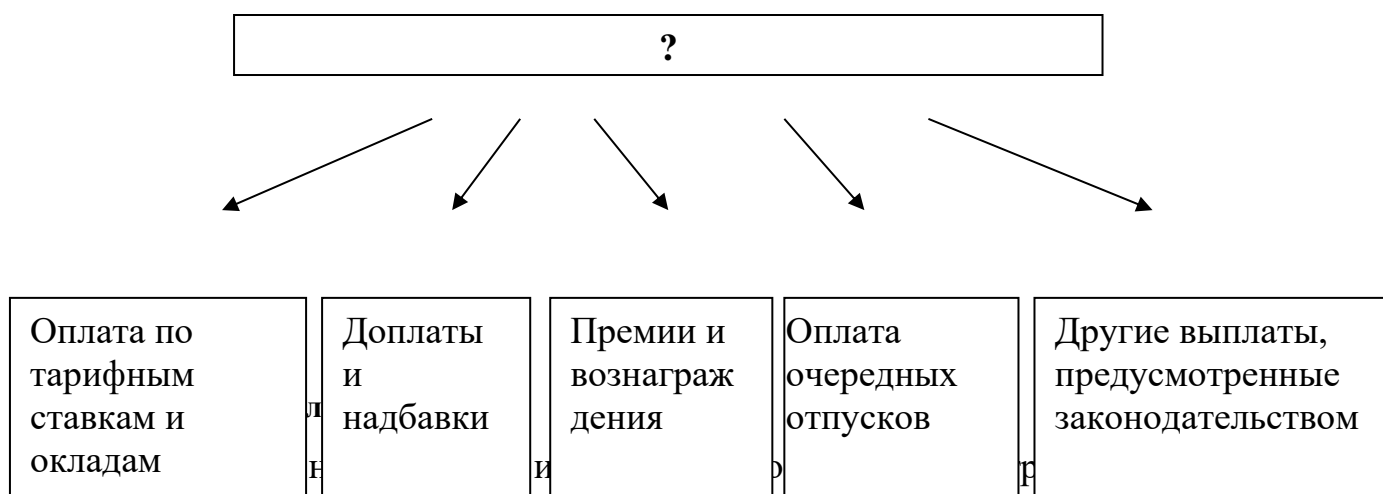 ?
Оплата по
тарифным
ставкам и
окладам
Доплаты
и
надбавки
Премии и
вознаграж
дения
Оплата
очередных
отпусков
Другие выплаты,
предусмотренные
законодательством